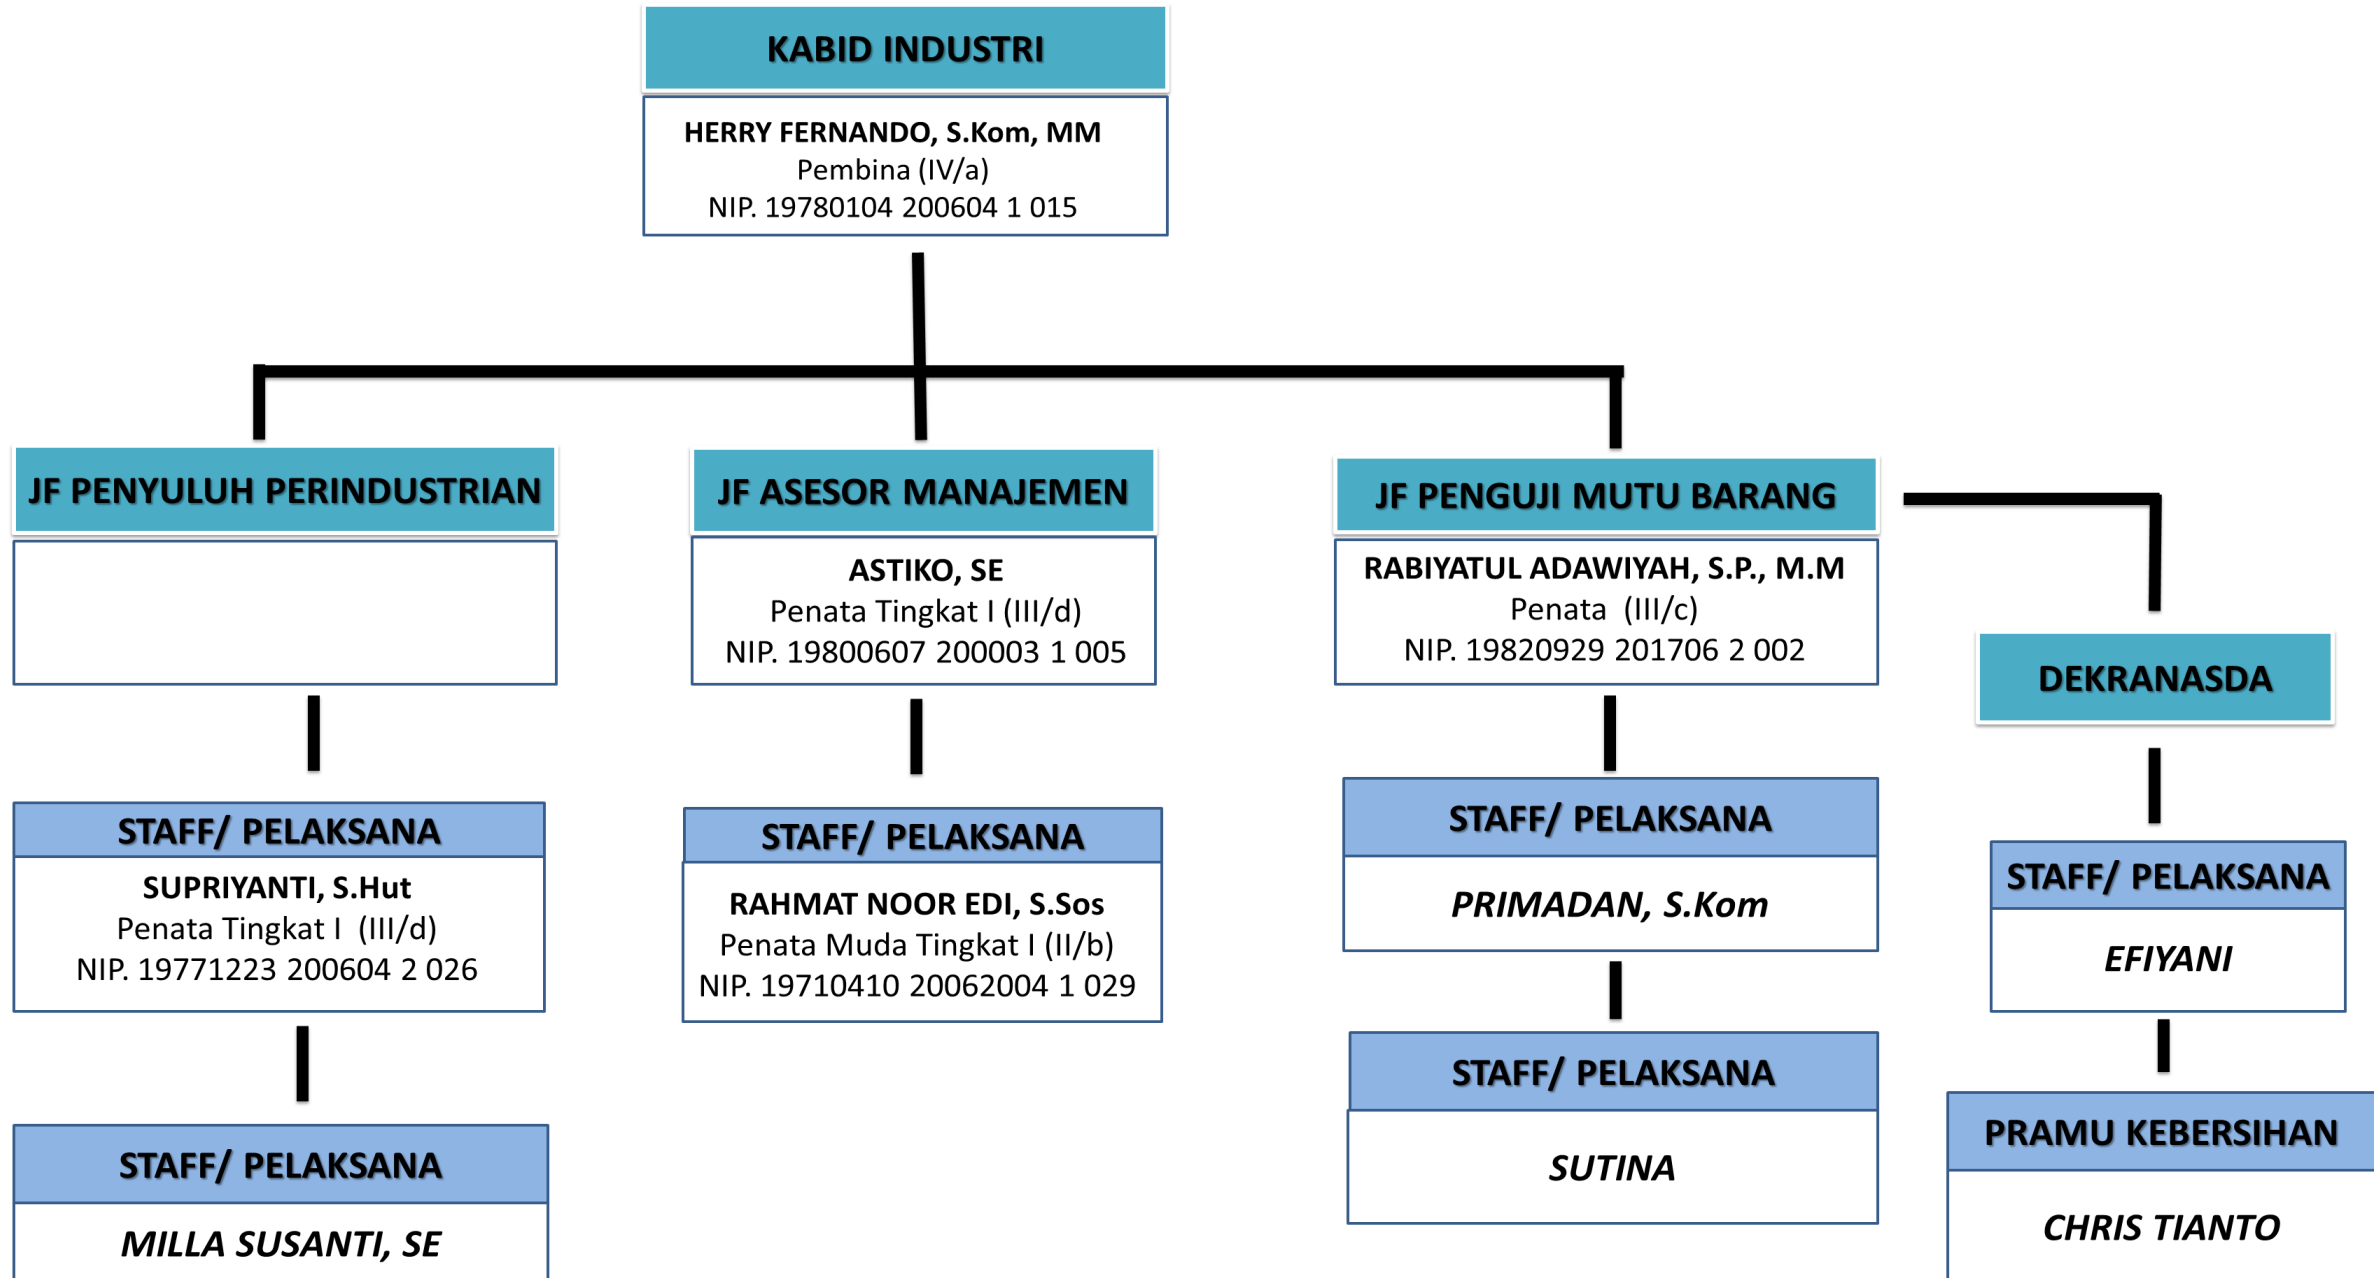 KABID INDUSTRI
HERRY FERNANDO, S.Kom, MM
Pembina (IV/a)
NIP. 19780104 200604 1 015
JF PENYULUH PERINDUSTRIAN
JF ASESOR MANAJEMEN
ASTIKO, SE
Penata Tingkat I (III/d)
NIP. 19800607 200003 1 005
JF PENGUJI MUTU BARANG
RABIYATUL ADAWIYAH, S.P., M.M
Penata (III/c)
NIP. 19820929 201706 2 002
DEKRANASDA
STAFF/ PELAKSANA
SUPRIYANTI, S.Hut
Penata Tingkat I (III/d)
NIP. 19771223 200604 2 026
STAFF/ PELAKSANA
RAHMAT NOOR EDI, S.Sos
Penata Muda Tingkat I (II/b)
NIP. 19710410 20062004 1 029
STAFF/ PELAKSANA
PRIMADAN, S.Kom
STAFF/ PELAKSANA
EFIYANI
STAFF/ PELAKSANA
MILLA SUSANTI, SE
STAFF/ PELAKSANA
SUTINA
PRAMU KEBERSIHAN
CHRIS TIANTO